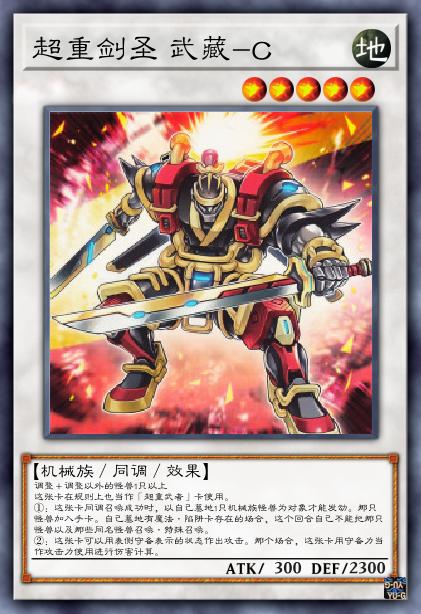 超重剑圣 武藏-C
地
【机械族／同调／效果】
调整＋调整以外的怪兽1只以上
这张卡在规则上也当作「超重武者」卡使用。
①：这张卡同调召唤成功时，以自己墓地1只机械族怪兽为对象才能发动。那只
怪兽加入手卡。自己墓地有魔法·陷阱卡存在的场合，这个回合自己不能把那只
怪兽以及那些同名怪兽召唤·特殊召唤。
②：这张卡可以用表侧守备表示的状态作出攻击。那个场合，这张卡用守备力当
作攻击力使用进行伤害计算。
ATK/ 300 DEF/2300